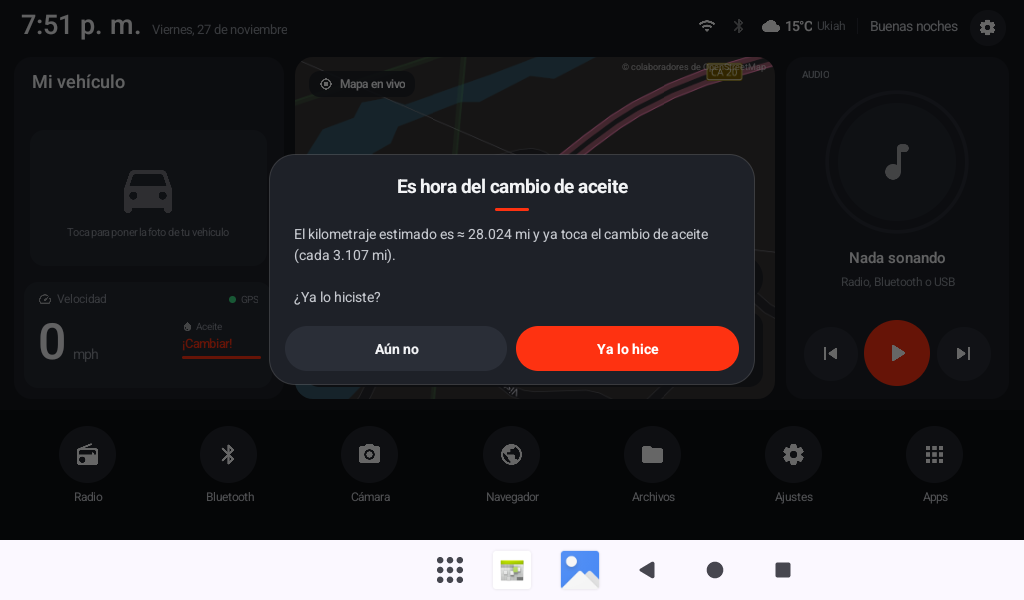 7:51 p. m. Viernes, 27 de noviembre
15°C Ukiah
Buenas noches
Mi vehículo
Toca para poner la foto de tu vehículo
Velocidad
GPS
0 mph
Aceite
¡Cambiar!
Mapa en vivo
© colaboradores de OpenStreetMap
CA 20
Es hora del cambio de aceite
El kilometraje estimado es ≈ 28.024 mi y ya toca el cambio de aceite
(cada 3.107 mi).
¿Ya lo hiciste?
Aún no
Ya lo hice
AUDIO
Nada sonando
Radio, Bluetooth o USB
Radio
Bluetooth
Cámara
Navegador
Archivos
Ajustes
Apps